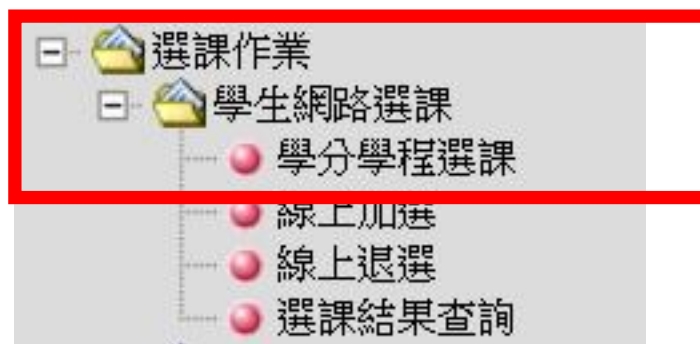 選課作業
學生網路選課
學分學程選課
線上加選
線上退選
選課結果查詢